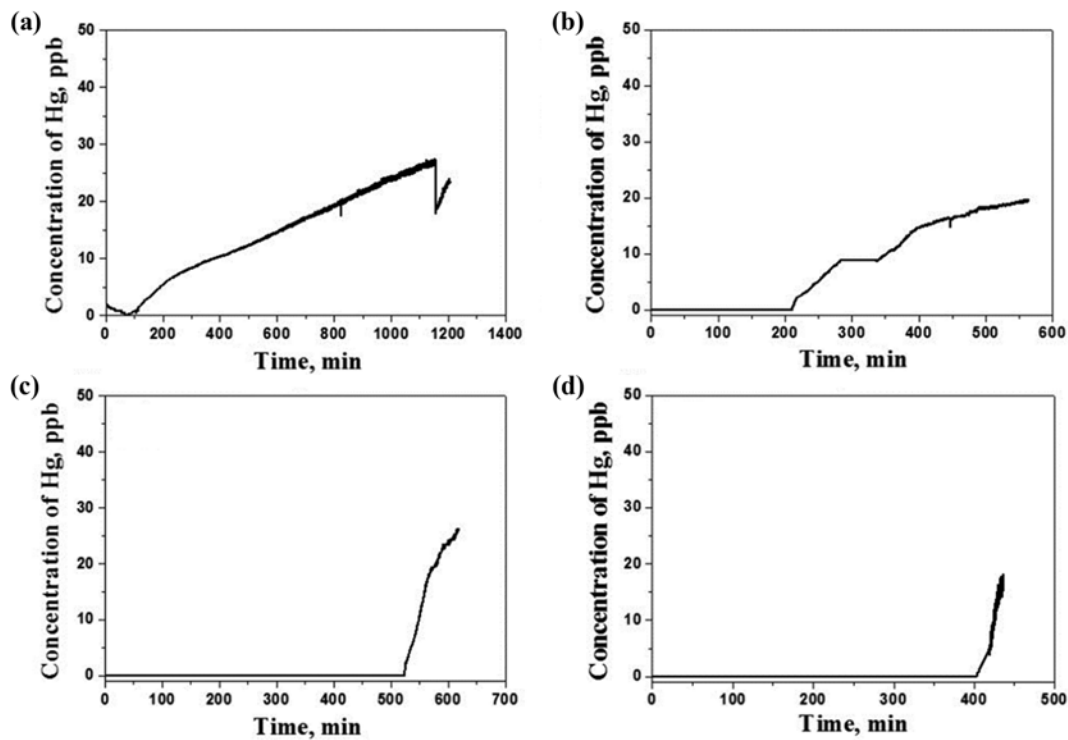 (a)
Concentration of Hg, ppb
50
40
30
20
10
0
0 200 400 600 800 1000 1200 1400
Time, min
(b)
Concentration of Hg, ppb
50
40
30
20
10
0
0 100 200 300 400 500 600
Time, min
(c)
Concentration of Hg, ppb
50
40
30
20
10
0
0 100 200 300 400 500 600 700
Time, min
(d)
Concentration of Hg, ppb
50
40
30
20
10
0
0 100 200 300 400 500
Time, min